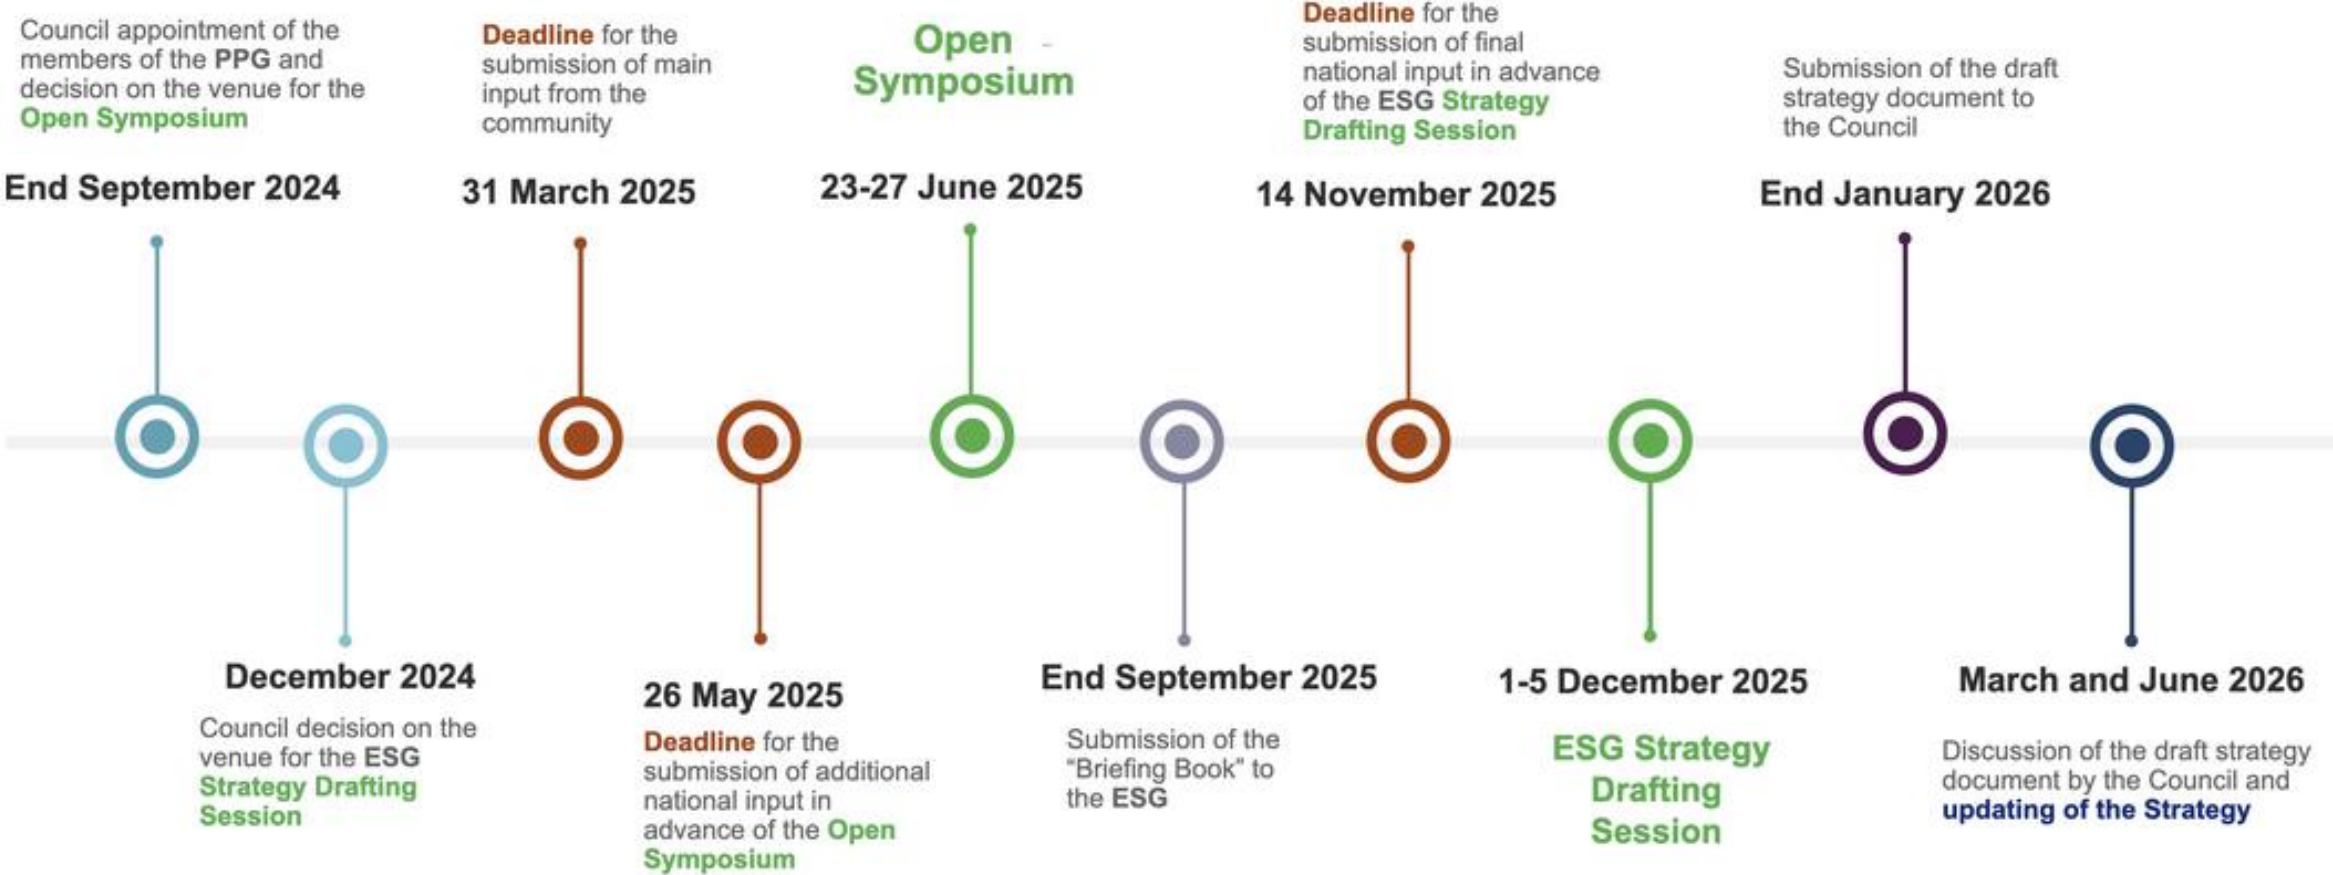 Council appointment of the
members of the PPG and
decision on the venue for the
Open Symposium
End September 2024
December 2024
Council decision on the
venue for the ESG
Strategy Drafting
Session
Deadline for the
submission of main
input from the
community
31 March 2025
26 May 2025
Deadline for the
submission of additional
national input in
advance of the Open
Symposium
Open
Symposium
23-27 June 2025
End September 2025
Submission of the
“Briefing Book” to
the ESG
Deadline for the
submission of final
national input in advance
of the ESG Strategy
Drafting Session
14 November 2025
1-5 December 2025
ESG Strategy
Drafting
Session
Submission of the draft
strategy document to
the Council
End January 2026
March and June 2026
Discussion of the draft strategy
document by the Council and
updating of the Strategy